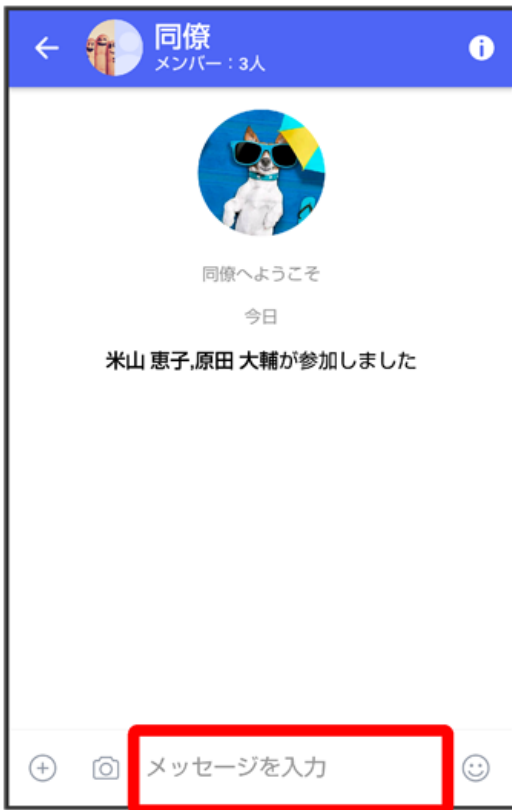 同僚
メンバー：3人
同僚へようこそ
今日
米山 恵子,原田 大輔が参加しました
メッセージを入力